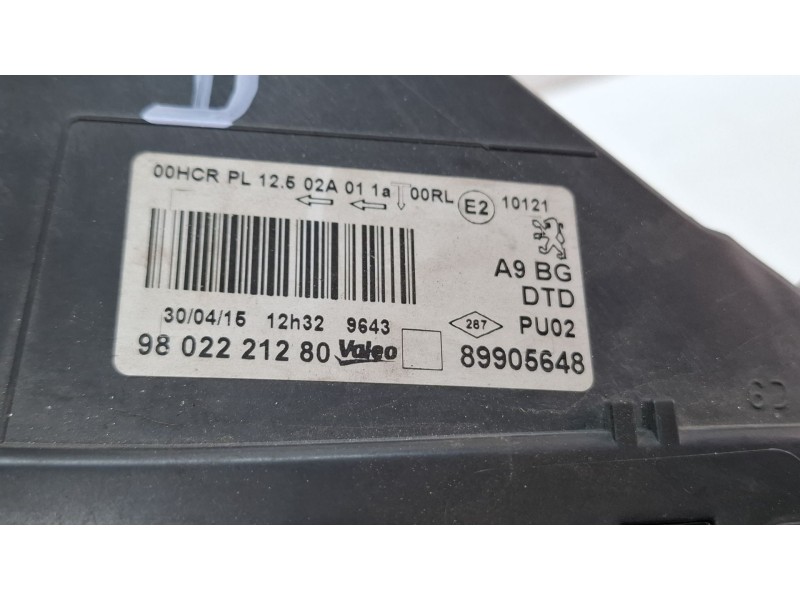 00HCR PL 12.5 02A 01 1a 00RL E2 10121
A9 BG
DTD
30/04/15 12h32 9643 287 PU02
98 022 212 80 Valeo 89905648